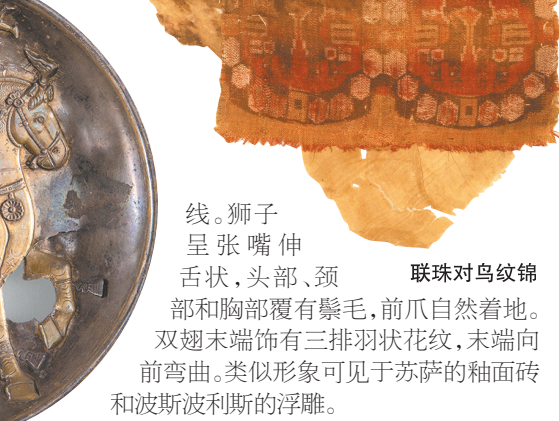 线。狮子
呈张嘴伸
舌状，头部、颈
部和胸部覆有鬃毛，前爪自然着地。
双翅末端饰有三排羽状花纹，末端向
前弯曲。类似形象可见于苏萨的釉面砖
和波斯波利斯的浮雕。
联珠对鸟纹锦